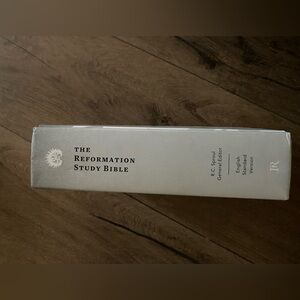 THE
REFORMATION
STUDY BIBLE
R.C. Sproul
General Editor
English
Standard
Version